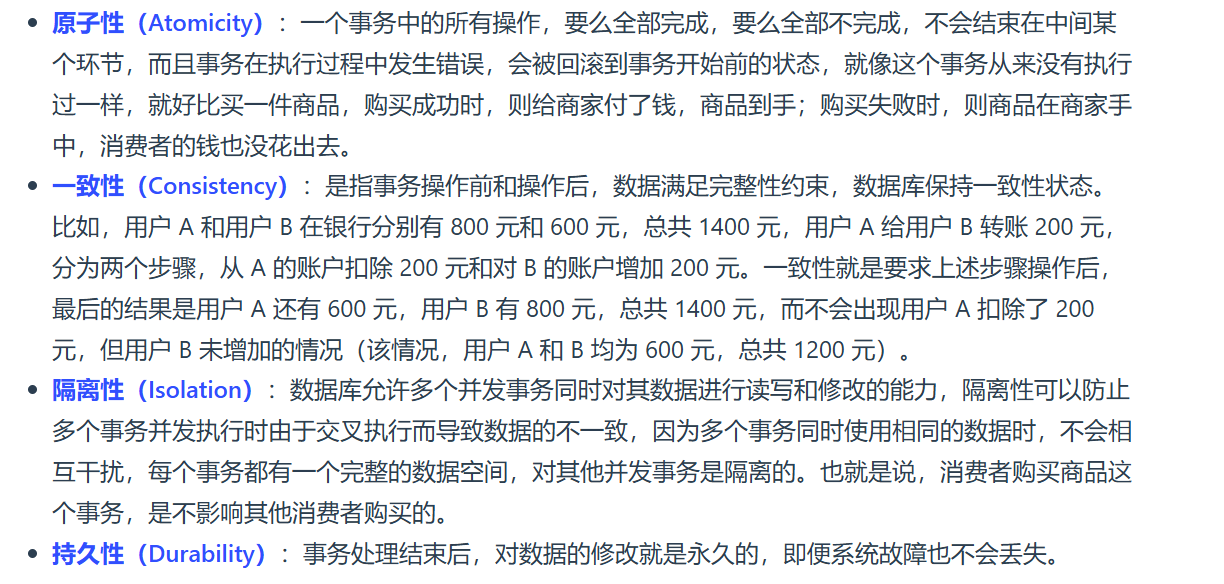 原子性（Atomicity）：一个事务中的所有操作，要么全部完成，要么全部不完成，不会结束在中间某
个环节，而且事务在执行过程中发生错误，会被回滚到事务开始前的状态，就像这个事务从来没有执行
过一样，就好比买一件商品，购买成功时，则给商家付了钱，商品到手；购买失败时，则商品在商家手
中，消费者的钱也没花出去。
一致性（Consistency）：是指事务操作前和操作后，数据满足完整性约束，数据库保持一致性状态。
比如，用户 A 和用户 B 在银行分别有 800 元和 600 元，总共 1400 元，用户 A 给用户 B 转账 200 元，
分为两个步骤，从 A 的账户扣除 200 元和对 B 的账户增加 200 元。一致性就是要求上述步骤操作后，
最后的结果是用户 A 还有 600 元，用户 B 有 800 元，总共 1400 元，而不会出现用户 A 扣除了 200
元，但用户 B 未增加的情况（该情况，用户 A 和 B 均为 600 元，总共 1200 元）。
隔离性（Isolation）：数据库允许多个并发事务同时对其数据进行读写和修改的能力，隔离性可以防止
多个事务并发执行时由于交叉执行而导致数据的不一致，因为多个事务同时使用相同的数据时，不会相
互干扰，每个事务都有一个完整的数据空间，对其他并发事务是隔离的。也就是说，消费者购买商品这
个事务，是不影响其他消费者购买的。
持久性（Durability）：事务处理结束后，对数据的修改就是永久的，即便系统故障也不会丢失。